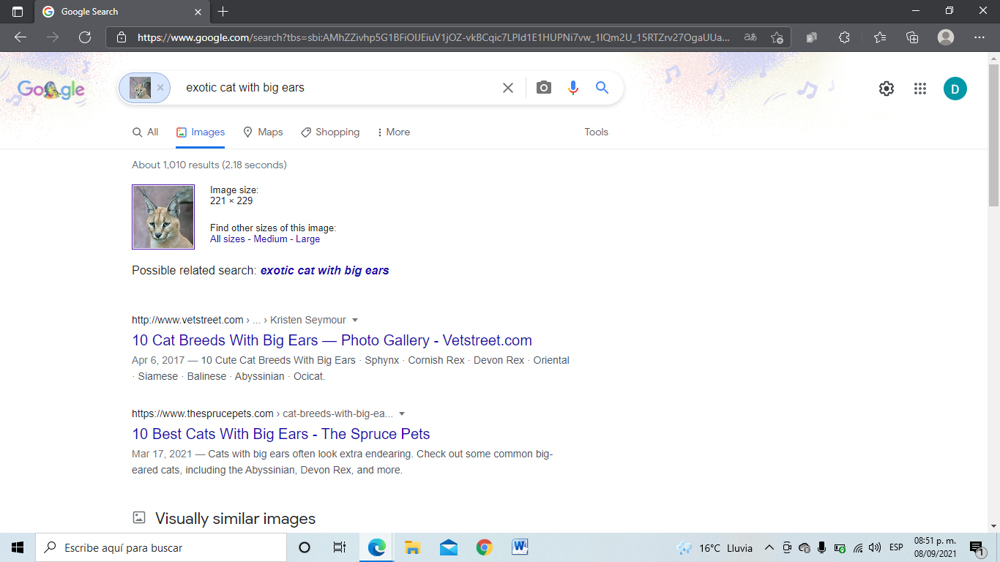 Google Search
https://www.google.com/search?tbs=sbi:AMhZZivhp5G1BFiOlJEiuV1jOZ-vkBCqic7LPId1E1HUPNi7vw_1IQm2U_15RTZrv27OgaUUa...
Google
exotic cat with big ears
D
All Images Maps Shopping More Tools
About 1,010 results (2.18 seconds)
Image size:
221 × 229
Find other sizes of this image:
All sizes - Medium - Large
Possible related search: exotic cat with big ears
http://www.vetstreet.com › ... › Kristen Seymour
10 Cat Breeds With Big Ears — Photo Gallery - Vetstreet.com
Apr 6, 2017 — 10 Cute Cat Breeds With Big Ears · Sphynx · Cornish Rex · Devon Rex · Oriental
· Siamese · Balinese · Abyssinian · Ocicat.
https://www.thesprucepets.com › cat-breeds-with-big-ea...
10 Best Cats With Big Ears - The Spruce Pets
Mar 17, 2021 — Cats with big ears often look extra endearing. Check out some common big-
eared cats, including the Abyssinian, Devon Rex, and more.
Visually similar images
Escribe aquí para buscar
16°C Lluvia
ESP
08:51 p. m.
08/09/2021
1